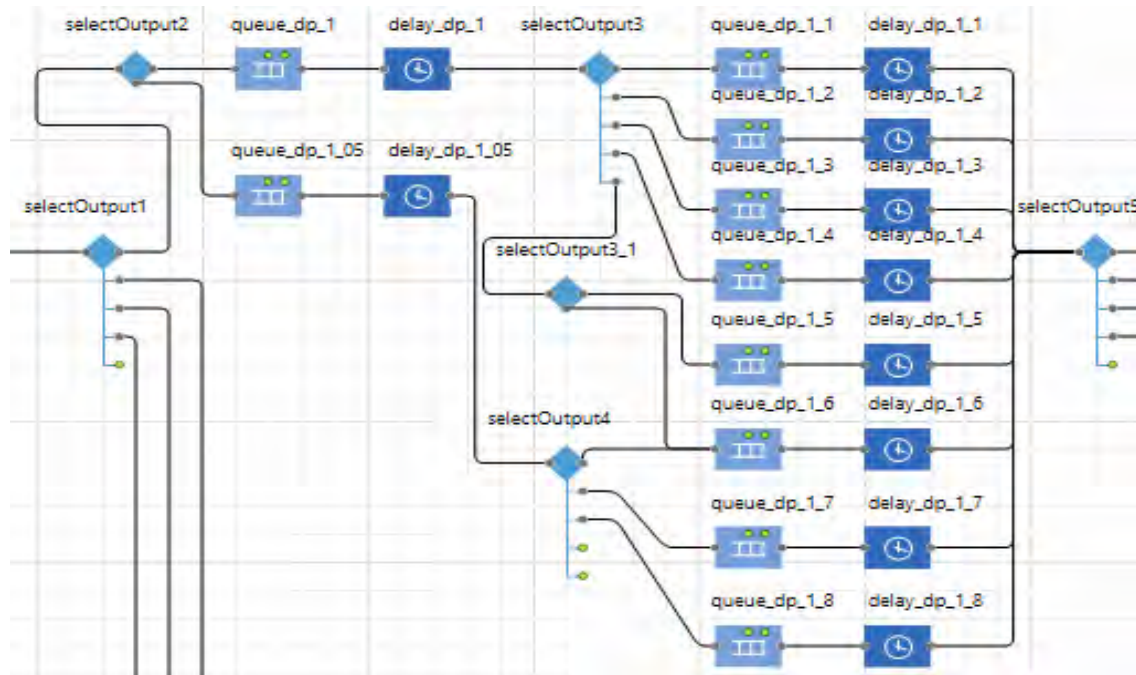 selectOutput2 queue_dp_1 delay_dp_1 selectOutput3 queue_dp_1_1 delay_dp_1_1
queue_dp_1_2 delay_dp_1_2
queue_dp_1_05 delay_dp_1_05 queue_dp_1_3 delay_dp_1_3
selectOutput1 selectOutput5
queue_dp_1_4 delay_dp_1_4
selectOutput3_1
queue_dp_1_5 delay_dp_1_5
queue_dp_1_6 delay_dp_1_6
selectOutput4
queue_dp_1_7 delay_dp_1_7
queue_dp_1_8 delay_dp_1_8